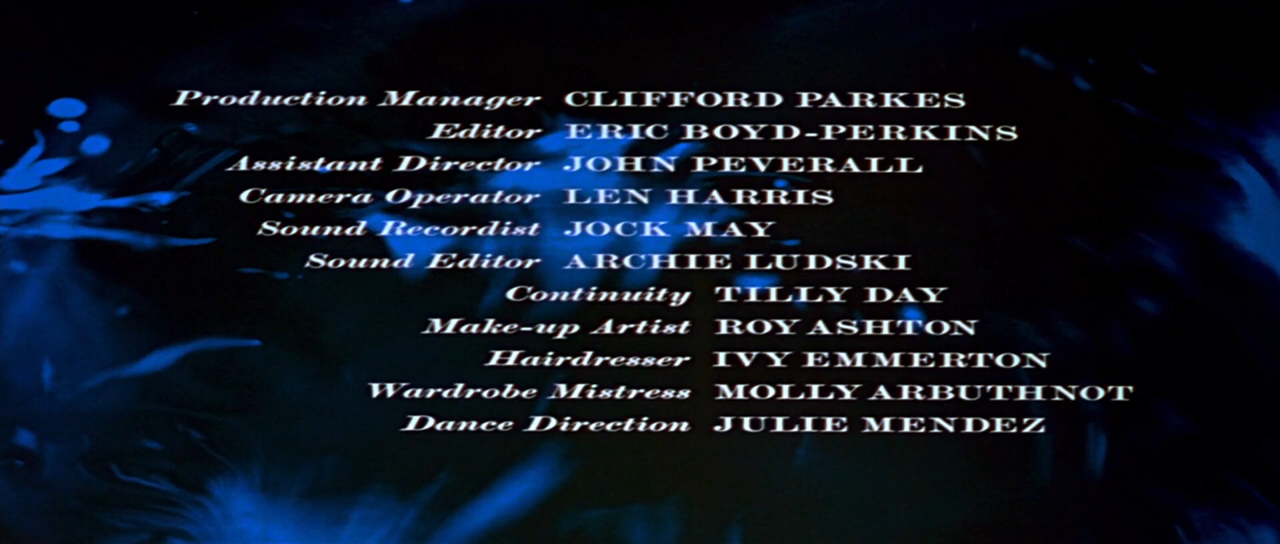 Production Manager CLIFFORD PARKES
Editor ERIC BOYD-PERKINS
Assistant Director JOHN PEVERALL
Camera Operator LEN HARRIS
Sound Recordist JOCK MAY
Sound Editor ARCHIE LUDSKI
Continuity TILLY DAY
Make-up Artist ROY ASHTON
Hairdresser IVY EMMERTON
Wardrobe Mistress MOLLY ARBUTHNOT
Dance Direction JULIE MENDEZ